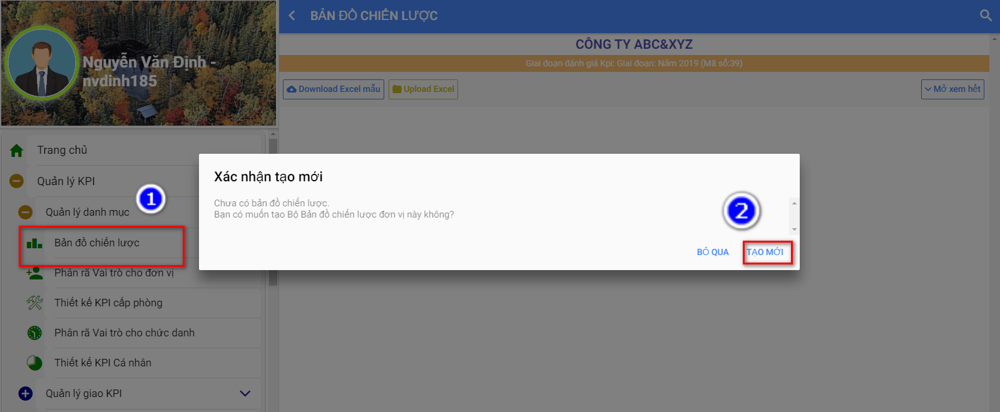 Nguyễn Văn Định -
nvdinh185
Trang chủ
Quản lý KPI
1
Quản lý danh mục
Bản đồ chiến lược
Phân rã Vai trò cho đơn vị
Thiết kế KPI cấp phòng
Phân rã Vai trò cho chức danh
Thiết kế KPI Cá nhân
Quản lý giao KPI
BẢN ĐỒ CHIẾN LƯỢC
CÔNG TY ABC&XYZ
Giai đoạn đánh giá Kpi: Giai đoạn: Năm 2019 (Mã số:39)
Download Excel mẫu Upload Excel Mở xem hết
Xác nhận tạo mới
Chưa có bản đồ chiến lược.
Bạn có muốn tạo Bộ Bản đồ chiến lược đơn vị này không?
2
BỎ QUA TẠO MỚI